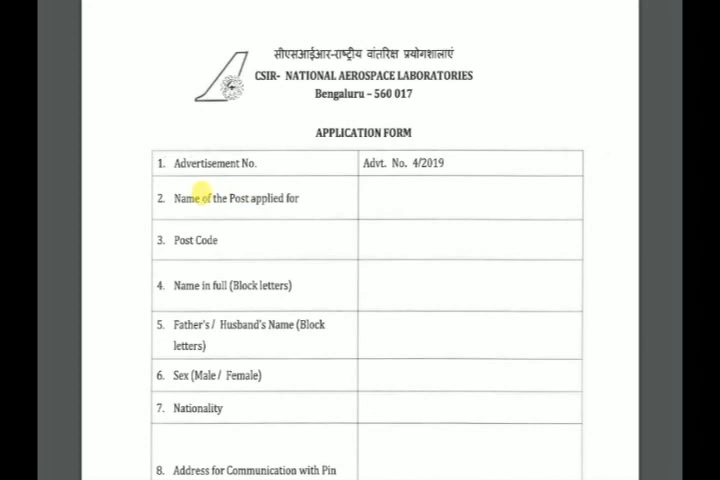 सीएसआईआर-राष्ट्रीय वांतरिक्ष प्रयोगशालाएं
CSIR- NATIONAL AEROSPACE LABORATORIES
Bengaluru – 560 017
APPLICATION FORM
1. Advertisement No. Advt. No. 4/2019
2. Name of the Post applied for
3. Post Code
4. Name in full (Block letters)
5. Father's / Husband's Name (Block
letters)
6. Sex (Male / Female)
7. Nationality
8. Address for Communication with Pin